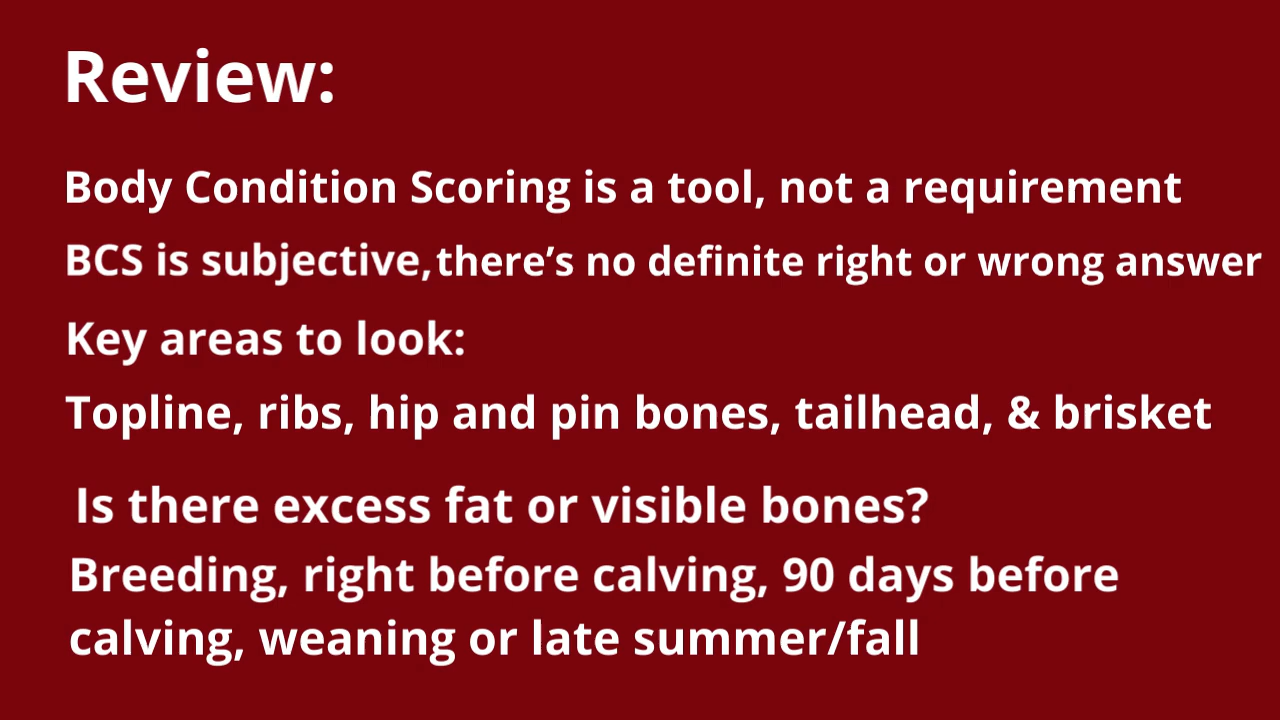 Review:
Body Condition Scoring is a tool, not a requirement
BCS is subjective, there’s no definite right or wrong answer
Key areas to look:
Topline, ribs, hip and pin bones, tailhead, & brisket
Is there excess fat or visible bones?
Breeding, right before calving, 90 days before
calving, weaning or late summer/fall